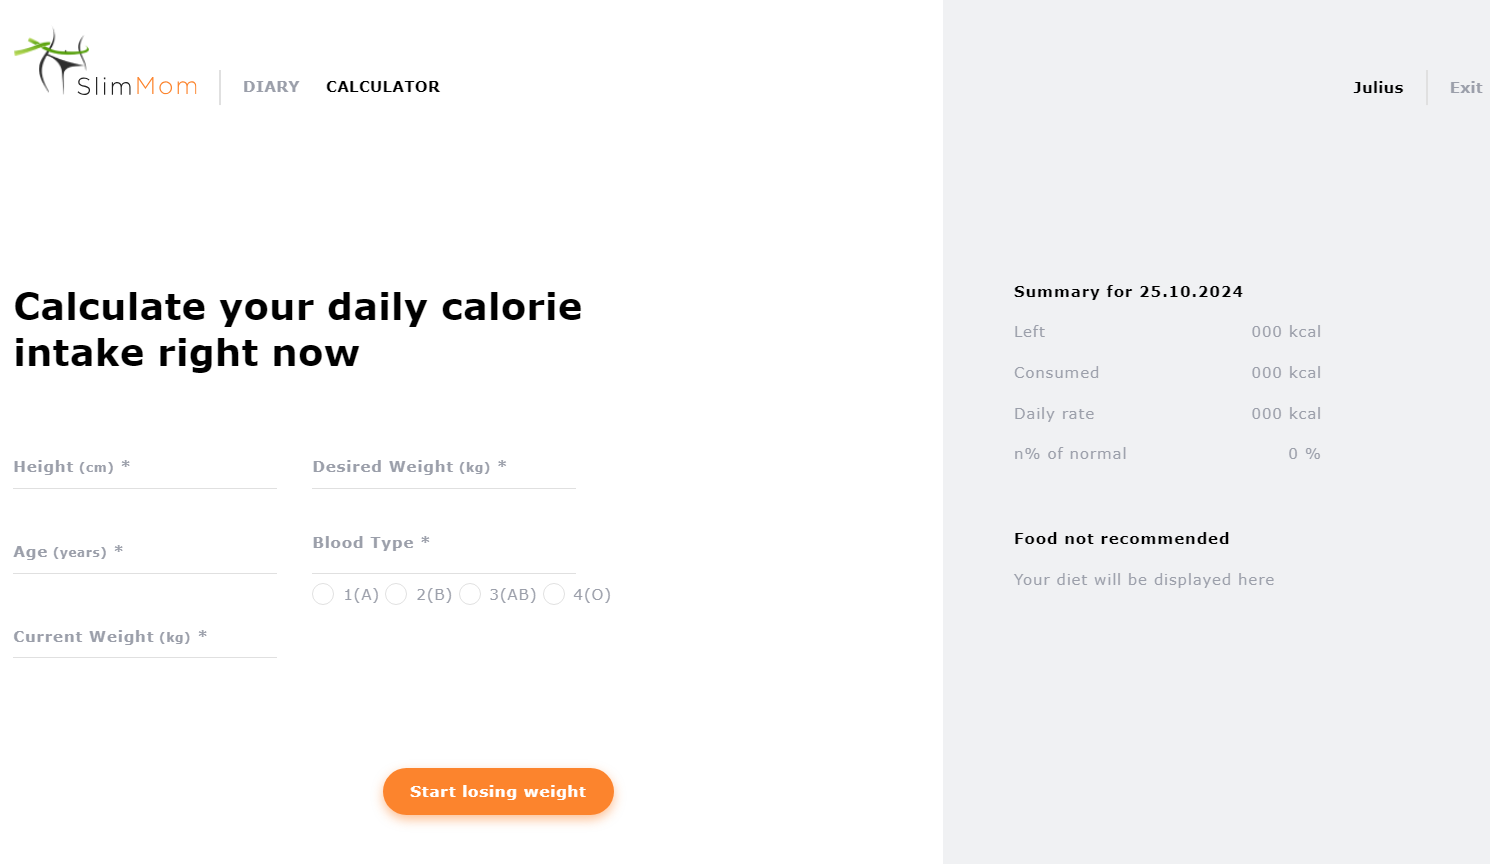 SlimMom
DIARY
CALCULATOR
Julius
Exit
Calculate your daily calorie
intake right now
Height (cm) *
Desired Weight (kg) *
Age (years) *
Blood Type *
1(A)
2(B)
3(AB)
4(O)
Current Weight (kg) *
Start losing weight
Summary for 25.10.2024
Left 000 kcal
Consumed 000 kcal
Daily rate 000 kcal
n% of normal 0 %
Food not recommended
Your diet will be displayed here